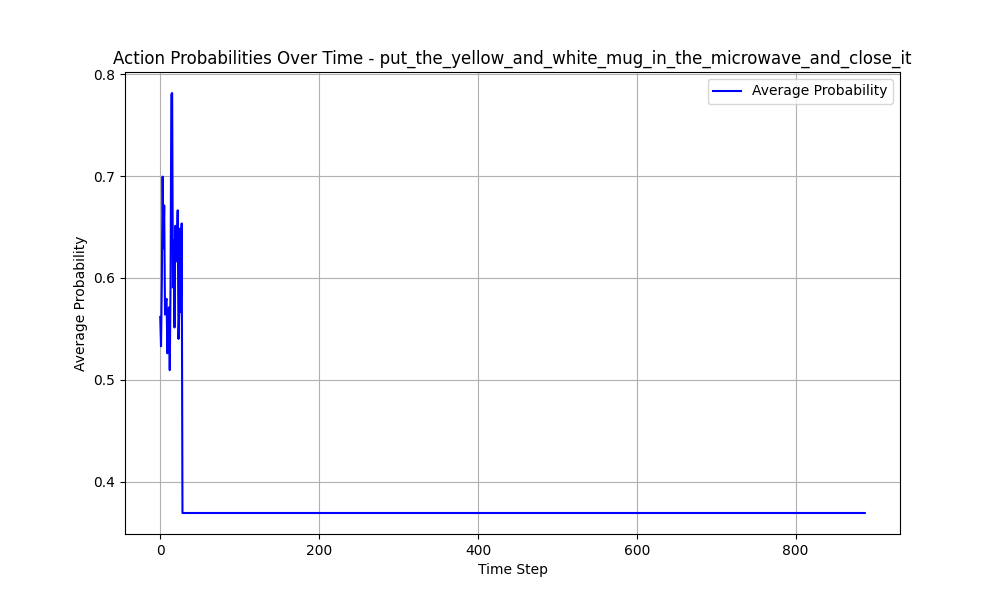 Action Probabilities Over Time - put_the_yellow_and_white_mug_in_the_microwave_and_close_it
Average Probability
0.8
0.7
0.6
0.5
0.4
Average Probability
0
200
400
600
800
Time Step